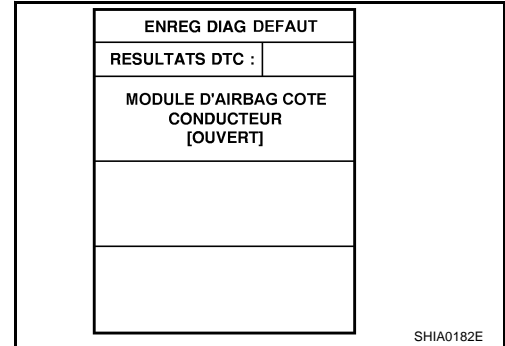 ENREG DIAG DEFAUT
RESULTATS DTC :
MODULE D'AIRBAG COTE
CONDUCTEUR
[OUVERT]
SHIA0182E